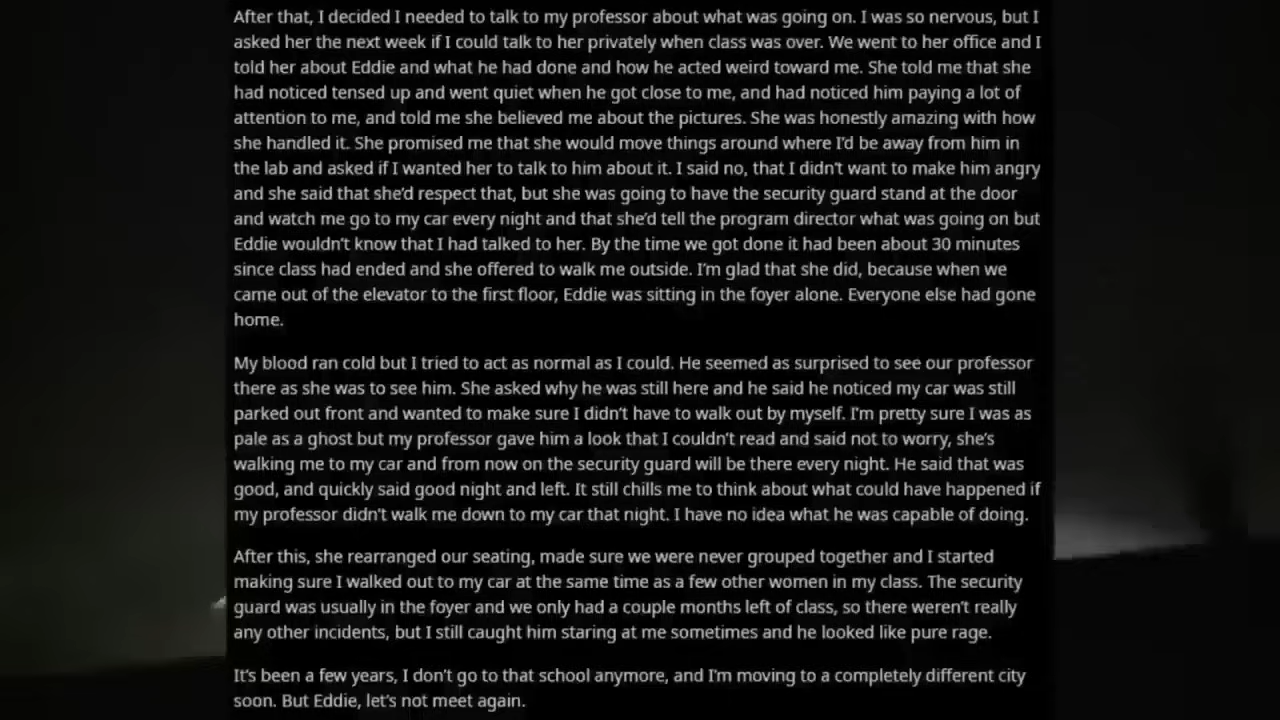 After that, I decided I needed to talk to my professor about what was going on. I was so nervous, but I
asked her the next week if I could talk to her privately when class was over. We went to her office and I
told her about Eddie and what he had done and how he acted weird toward me. She told me that she
had noticed tensed up and went quiet when he got close to me, and had noticed him paying a lot of
attention to me, and told me she believed me about the pictures. She was honestly amazing with how
she handled it. She promised me that she would move things around where I’d be away from him in
the lab and asked if I wanted her to talk to him about it. I said no, that I didn’t want to make him angry
and she said that she’d respect that, but she was going to have the security guard stand at the door
and watch me go to my car every night and that she’d tell the program director what was going on but
Eddie wouldn’t know that I had talked to her. By the time we got done it had been about 30 minutes
since class had ended and she offered to walk me outside. I’m glad that she did, because when we
came out of the elevator to the first floor, Eddie was sitting in the foyer alone. Everyone else had gone
home.
My blood ran cold but I tried to act as normal as I could. He seemed as surprised to see our professor
there as she was to see him. She asked why he was still here and he said he noticed my car was still
parked out front and wanted to make sure I didn’t have to walk out by myself. I’m pretty sure I was as
pale as a ghost but my professor gave him a look that I couldn’t read and said not to worry, she’s
walking me to my car and from now on the security guard will be there every night. He said that was
good, and quickly said good night and left. It still chills me to think about what could have happened if
my professor didn’t walk me down to my car that night. I have no idea what he was capable of doing.
After this, she rearranged our seating, made sure we were never grouped together and I started
making sure I walked out to my car at the same time as a few other women in my class. The security
guard was usually in the foyer and we only had a couple months left of class, so there weren’t really
any other incidents, but I still caught him staring at me sometimes and he looked like pure rage.
It’s been a few years, I don’t go to that school anymore, and I’m moving to a completely different city
soon. But Eddie, let’s not meet again.